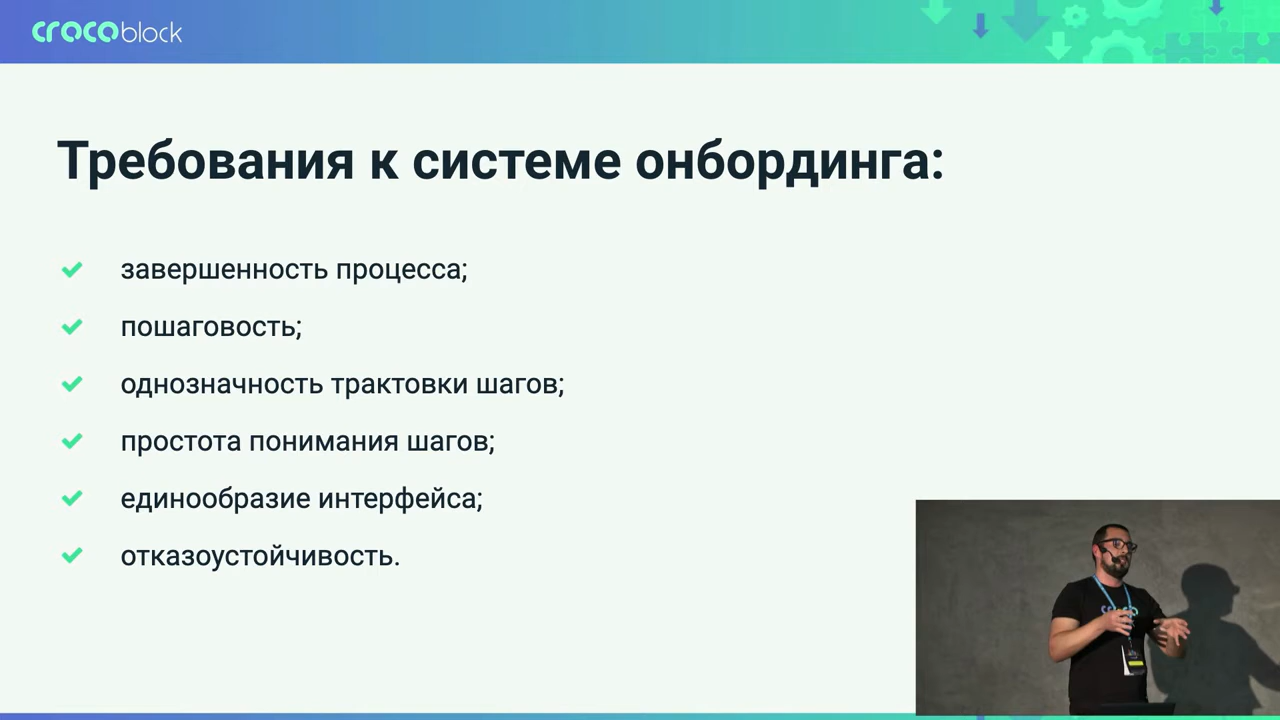 crocoblock
Требования к системе онбординга:
завершенность процесса;
пошаговость;
однозначность трактовки шагов;
простота понимания шагов;
единообразие интерфейса;
отказоустойчивость.